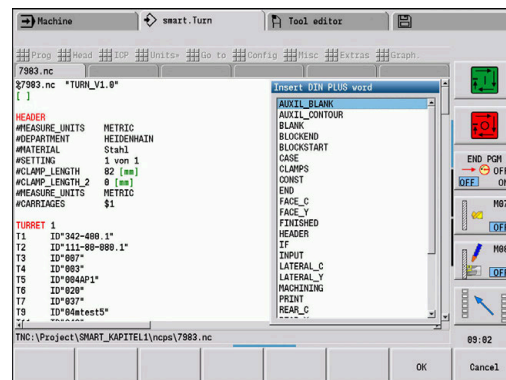 Machine
smart.Turn
Tool editor
Prog Head ICP Units» Go to Config Misc Extras Graph.
7983.nc
%7983.nc "TURN_V1.0"
[ ]
HEADER
#MEASURE_UNITS METRIC
#DEPARTMENT HEIDENHAIN
#MATERIAL Stahl
#SETTING 1 von 1
#CLAMP_LENGTH 82 [mm]
#CLAMP_LENGTH_2 0 [mm]
#MEASURE_UNITS METRIC
#CARRIAGES $1
TURRET 1
T1 ID"342-400.1"
T2 ID"111-80-080.1"
T3 ID"007"
T4 ID"003"
T5 ID"004AP1"
T6 ID"020"
T7 ID"037"
T9 ID"04mtest5"
Insert DIN PLUS word
AUXIL_BLANK
AUXIL_CONTOUR
BLANK
BLOCKEND
BLOCKSTART
CASE
CLAMPS
CONST
END
FACE_C
FACE_Y
FINISHED
HEADER
IF
INPUT
LATERAL_C
LATERAL_Y
MACHINING
PRINT
REAR_C
TNC:\Project\SMART_KAPITEL1\ncps\7983.nc
END PGM
OFF
OFF ON
OFF
OFF
09:02
OK
Cancel